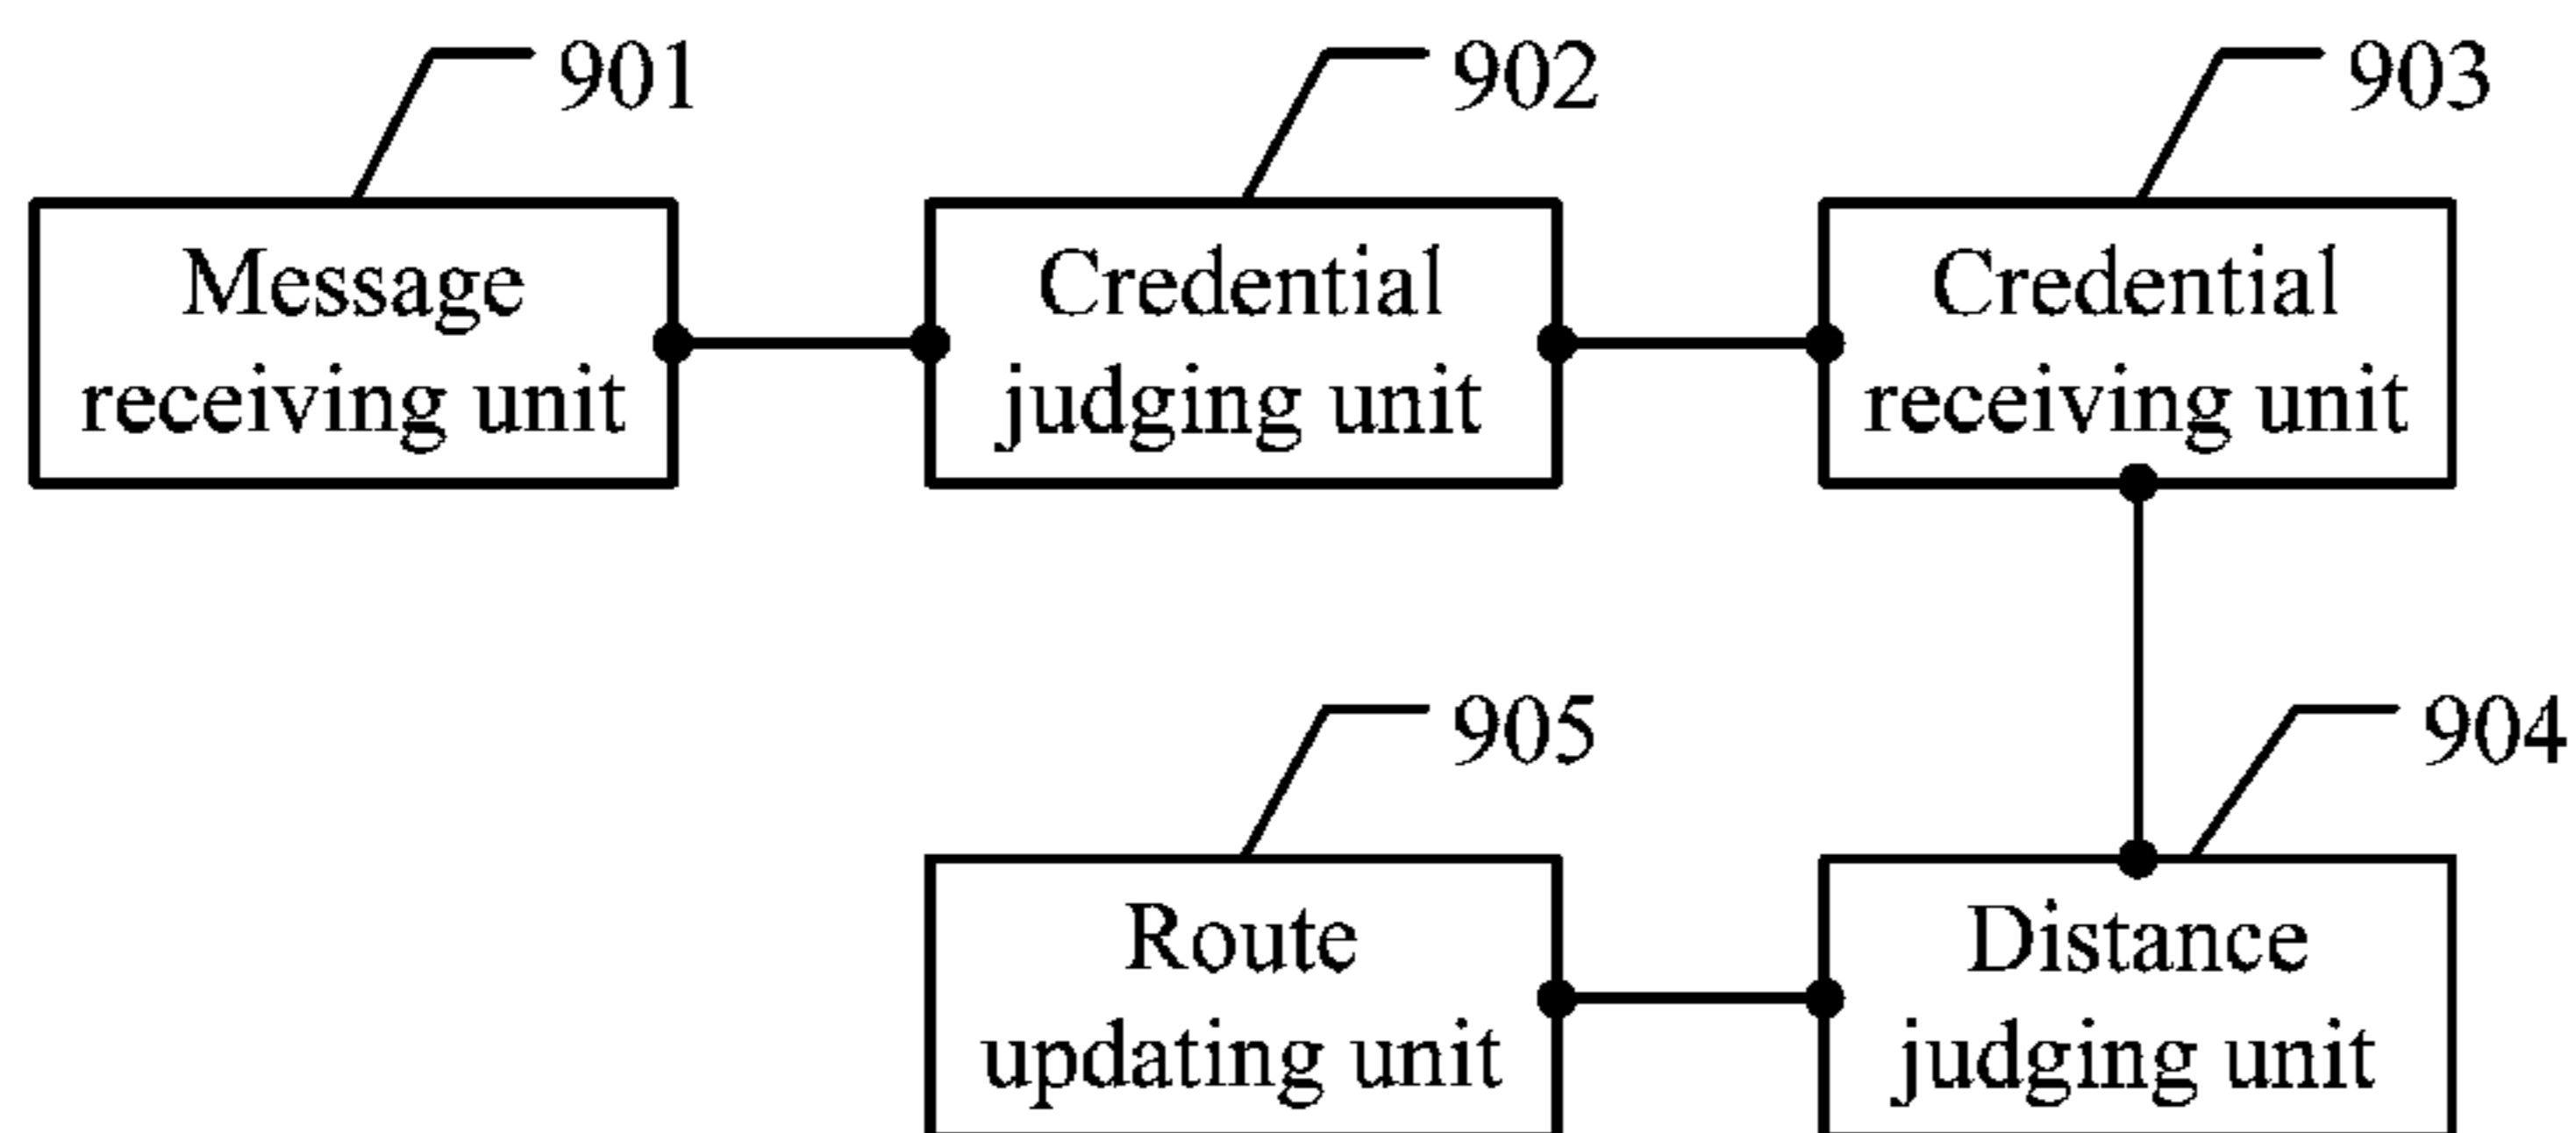 901
902
903
Message
receiving unit
Credential
judging unit
Credential
receiving unit
905
904
Route
updating unit
Distance
judging unit